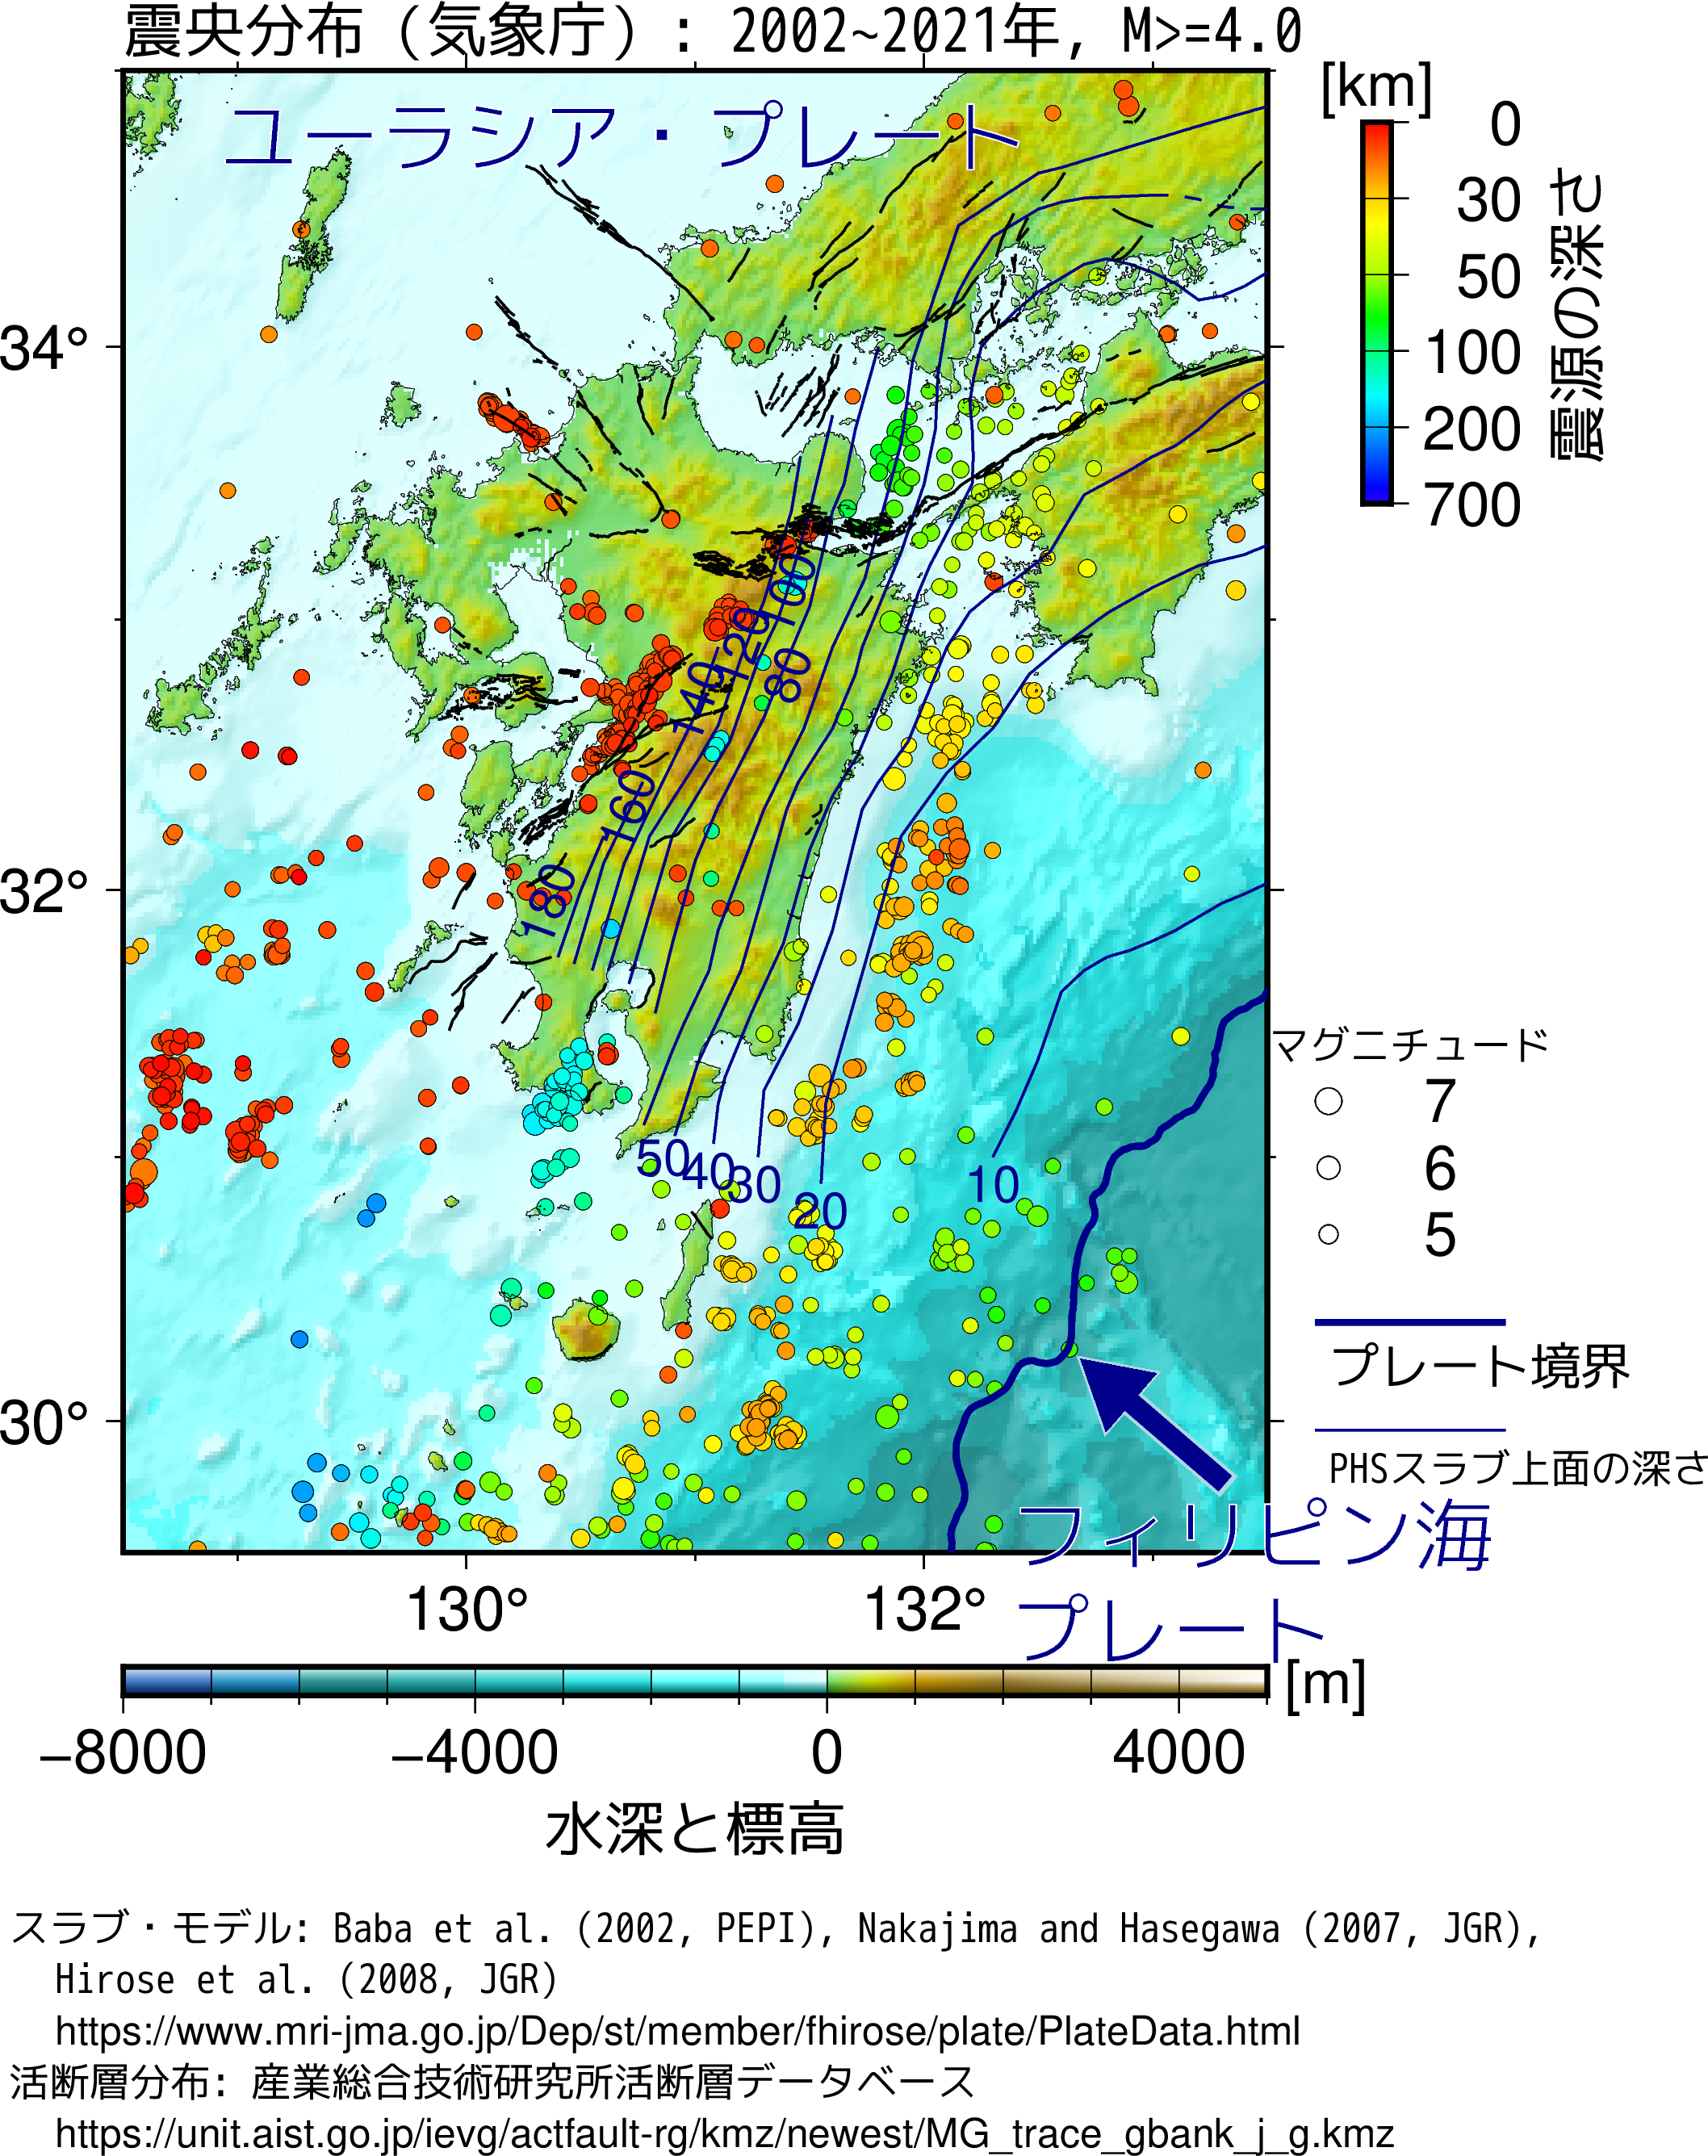 震央分布（気象庁）: 2002~2021年, M>=4.0
[km]
ユーラシア・プレート
0
30
50
100
200
700
震源の深さ
34°
32°
30°
100
120
140
80
160
180
50
40
30
20
10
マグニチュード
7
6
5
プレート境界
PHSスラブ上面の深さ
フィリピン海
プレート
130°
132°
[m]
−8000
−4000
0
4000
水深と標高
スラブ・モデル: Baba et al. (2002, PEPI), Nakajima and Hasegawa (2007, JGR),
Hirose et al. (2008, JGR)
https://www.mri-jma.go.jp/Dep/st/member/fhirose/plate/PlateData.html
活断層分布: 産業総合技術研究所活断層データベース
https://unit.aist.go.jp/ievg/actfault-rg/kmz/newest/MG_trace_gbank_j_g.kmz